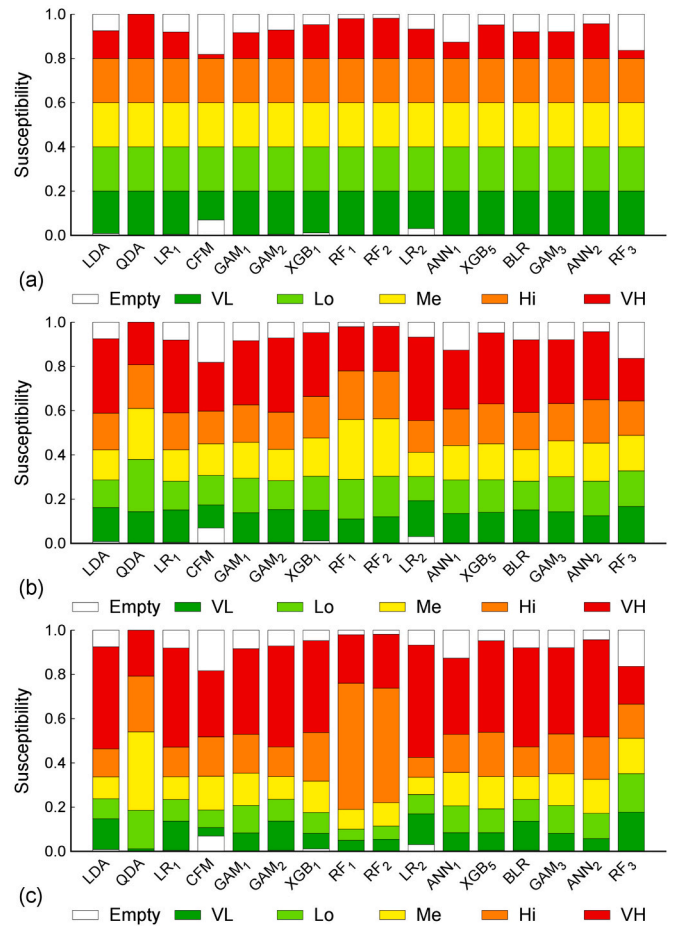 Susceptibility
1.0
0.8
0.6
0.4
0.2
0.0
LDA QDA LR₁ CFM GAM₁ GAM₂ XGB₁ RF₁ RF₂ LR₂ ANN₁ XGB₅ BLR GAM₃ ANN₂ RF₃
(a)
Empty VL Lo Me Hi VH
Susceptibility
1.0
0.8
0.6
0.4
0.2
0.0
LDA QDA LR₁ CFM GAM₁ GAM₂ XGB₁ RF₁ RF₂ LR₂ ANN₁ XGB₅ BLR GAM₃ ANN₂ RF₃
(b)
Empty VL Lo Me Hi VH
Susceptibility
1.0
0.8
0.6
0.4
0.2
0.0
LDA QDA LR₁ CFM GAM₁ GAM₂ XGB₁ RF₁ RF₂ LR₂ ANN₁ XGB₅ BLR GAM₃ ANN₂ RF₃
(c)
Empty VL Lo Me Hi VH